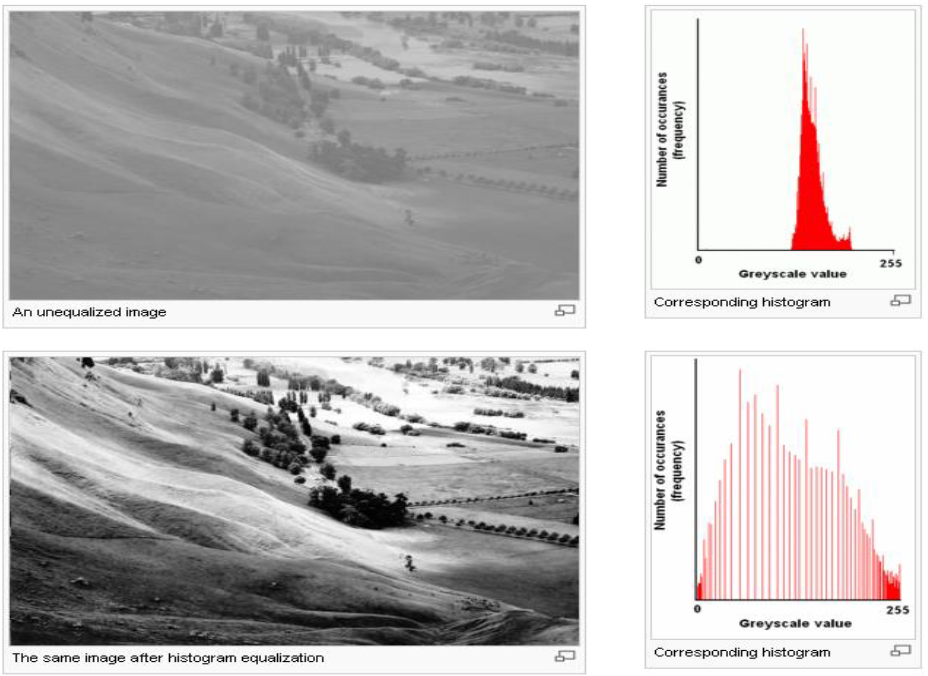 Number of occurances
(frequency)
0
255
Greyscale value
An unequalized image
Corresponding histogram
Number of occurances
(frequency)
0
255
Greyscale value
The same image after histogram equalization
Corresponding histogram